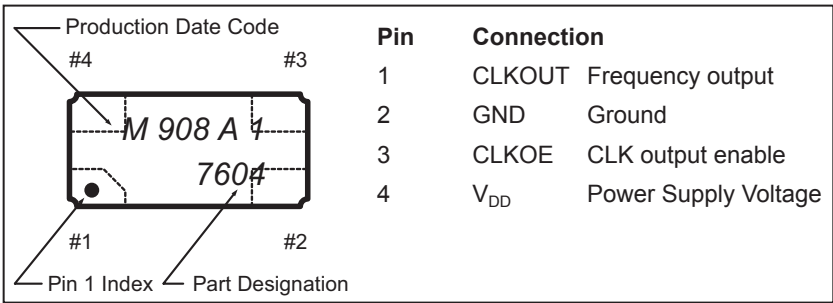 Production Date Code
#4 #3
M 908 A 1
7604
#1 #2
Pin 1 Index Part Designation
Pin Connection
1 CLKOUT Frequency output
2 GND Ground
3 CLKOE CLK output enable
4 VDD Power Supply Voltage